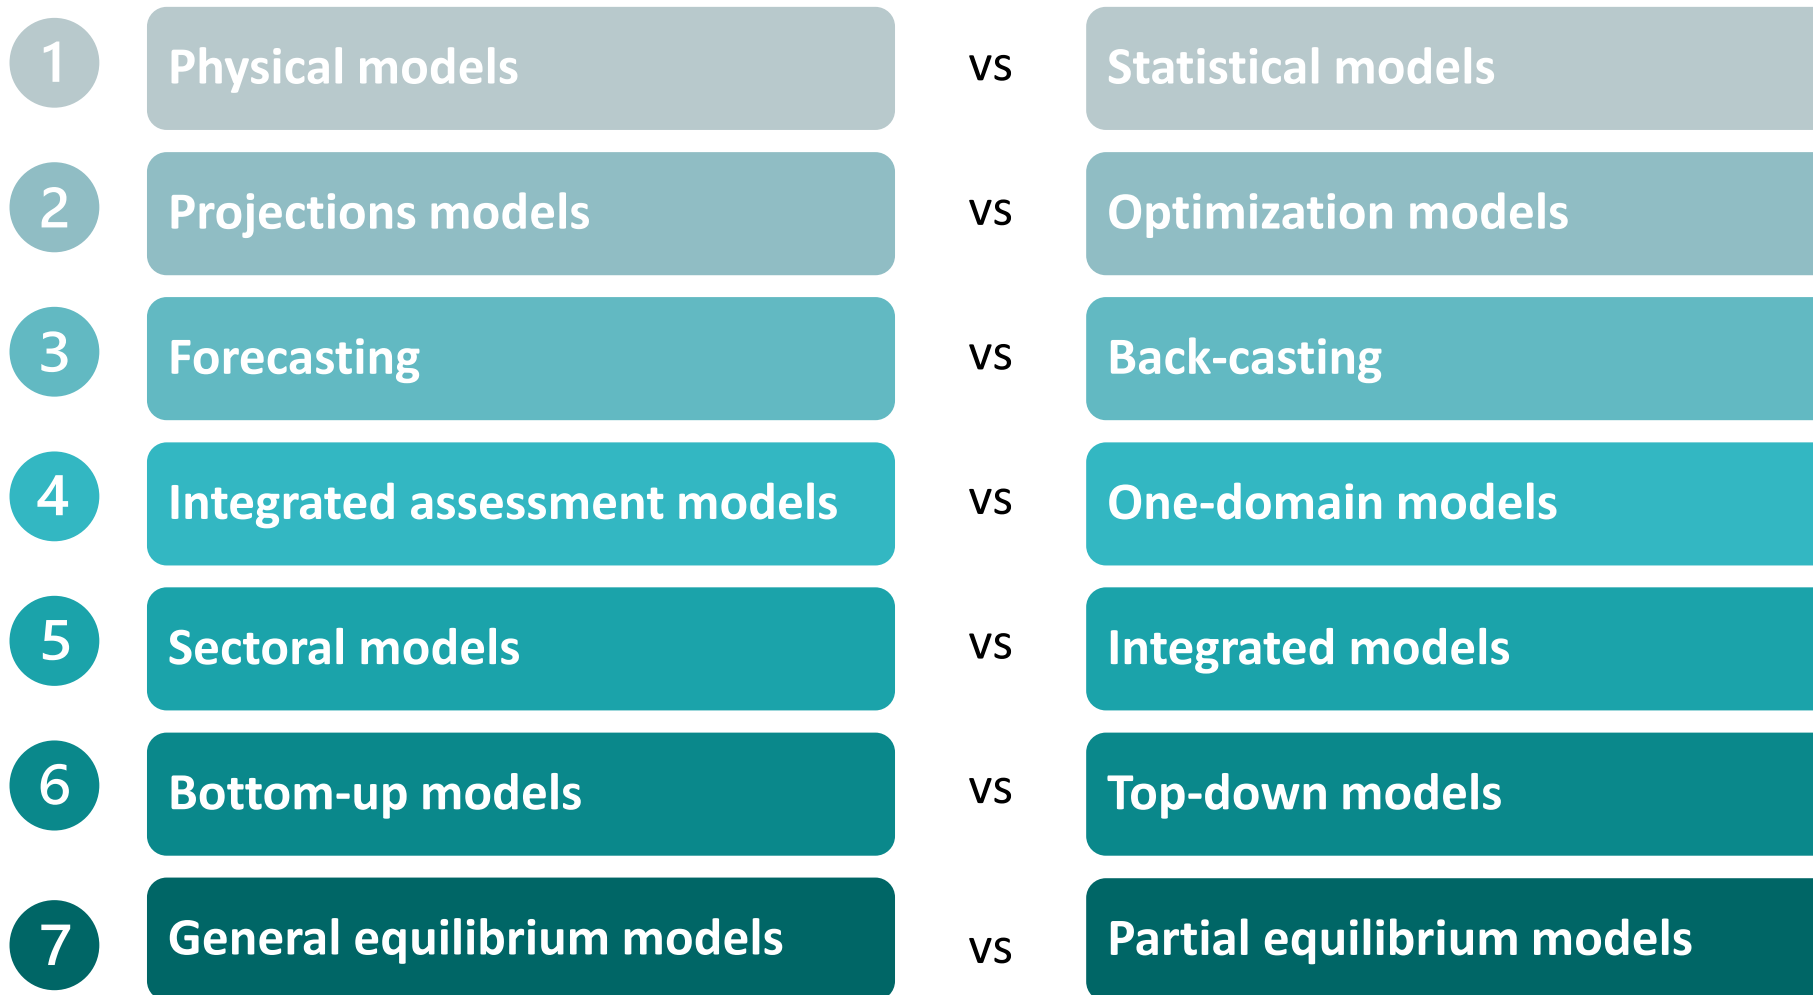 1 Physical models vs Statistical models
2 Projections models vs Optimization models
3 Forecasting vs Back-casting
4 Integrated assessment models vs One-domain models
5 Sectoral models vs Integrated models
6 Bottom-up models vs Top-down models
7 General equilibrium models vs Partial equilibrium models